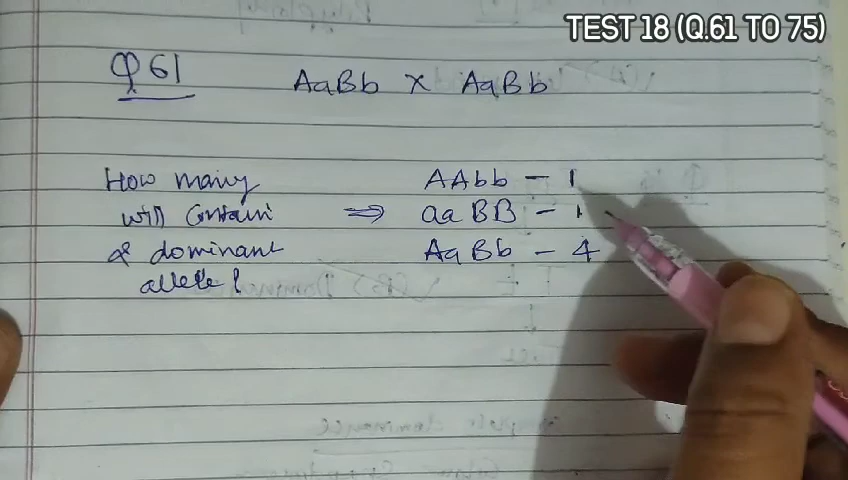 TEST 18 (Q.61 TO 75)
Q 61 AaBb x AaBb
How many AAbb - 1
will contain ⇒ aaBB - 1
2 dominant AaBb - 4
allele ?